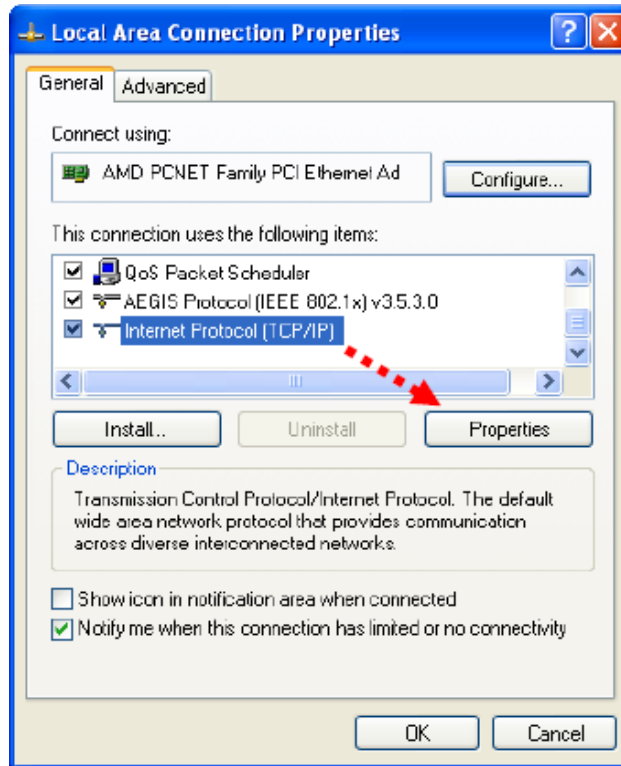 Local Area Connection Properties
General
Advanced
Connect using:
AMD PCNET Family PCI Ethernet Ad
Configure...
This connection uses the following items:
QoS Packet Scheduler
AEGIS Protocol (IEEE 802.1x) v3.5.3.0
Internet Protocol (TCP/IP)
Install...
Uninstall
Properties
Description
Transmission Control Protocol/Internet Protocol. The default
wide area network protocol that provides communication
across diverse interconnected networks.
Show icon in notification area when connected
Notify me when this connection has limited or no connectivity
OK
Cancel